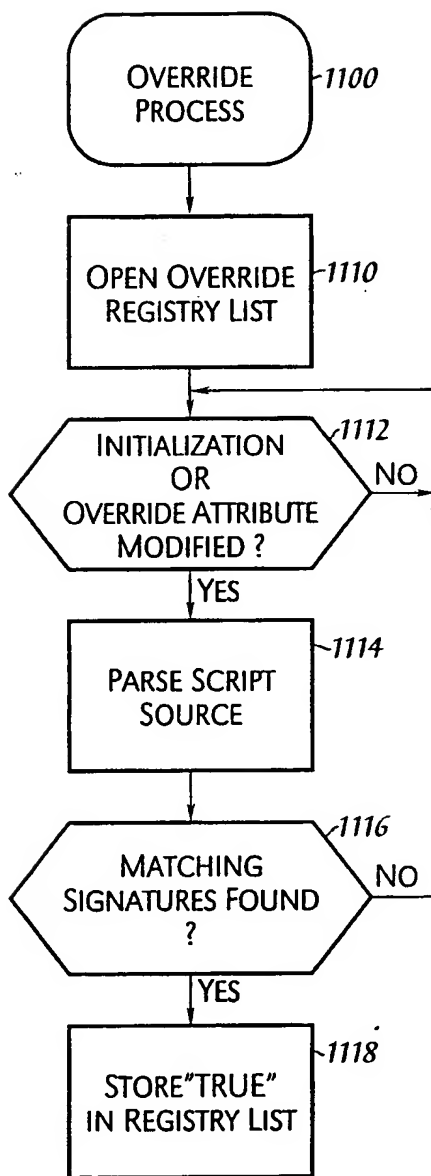 OVERRIDE
PROCESS
1100
OPEN OVERRIDE
REGISTRY LIST
1110
INITIALIZATION
OR
OVERRIDE ATTRIBUTE
MODIFIED ?
1112
NO
YES
PARSE SCRIPT
SOURCE
1114
MATCHING
SIGNATURES FOUND
?
1116
NO
YES
STORE"TRUE"
IN REGISTRY LIST
1118